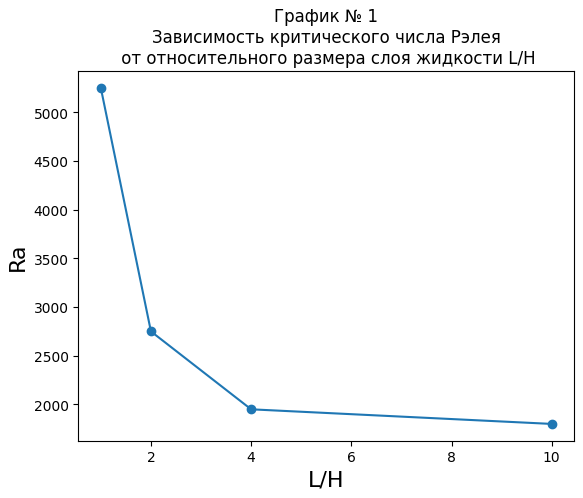 График № 1
Зависимость критического числа Рэлея
от относительного размера слоя жидкости L/H
5000
4500
4000
3500
3000
2500
2000
Ra
2 4 6 8 10
L/H